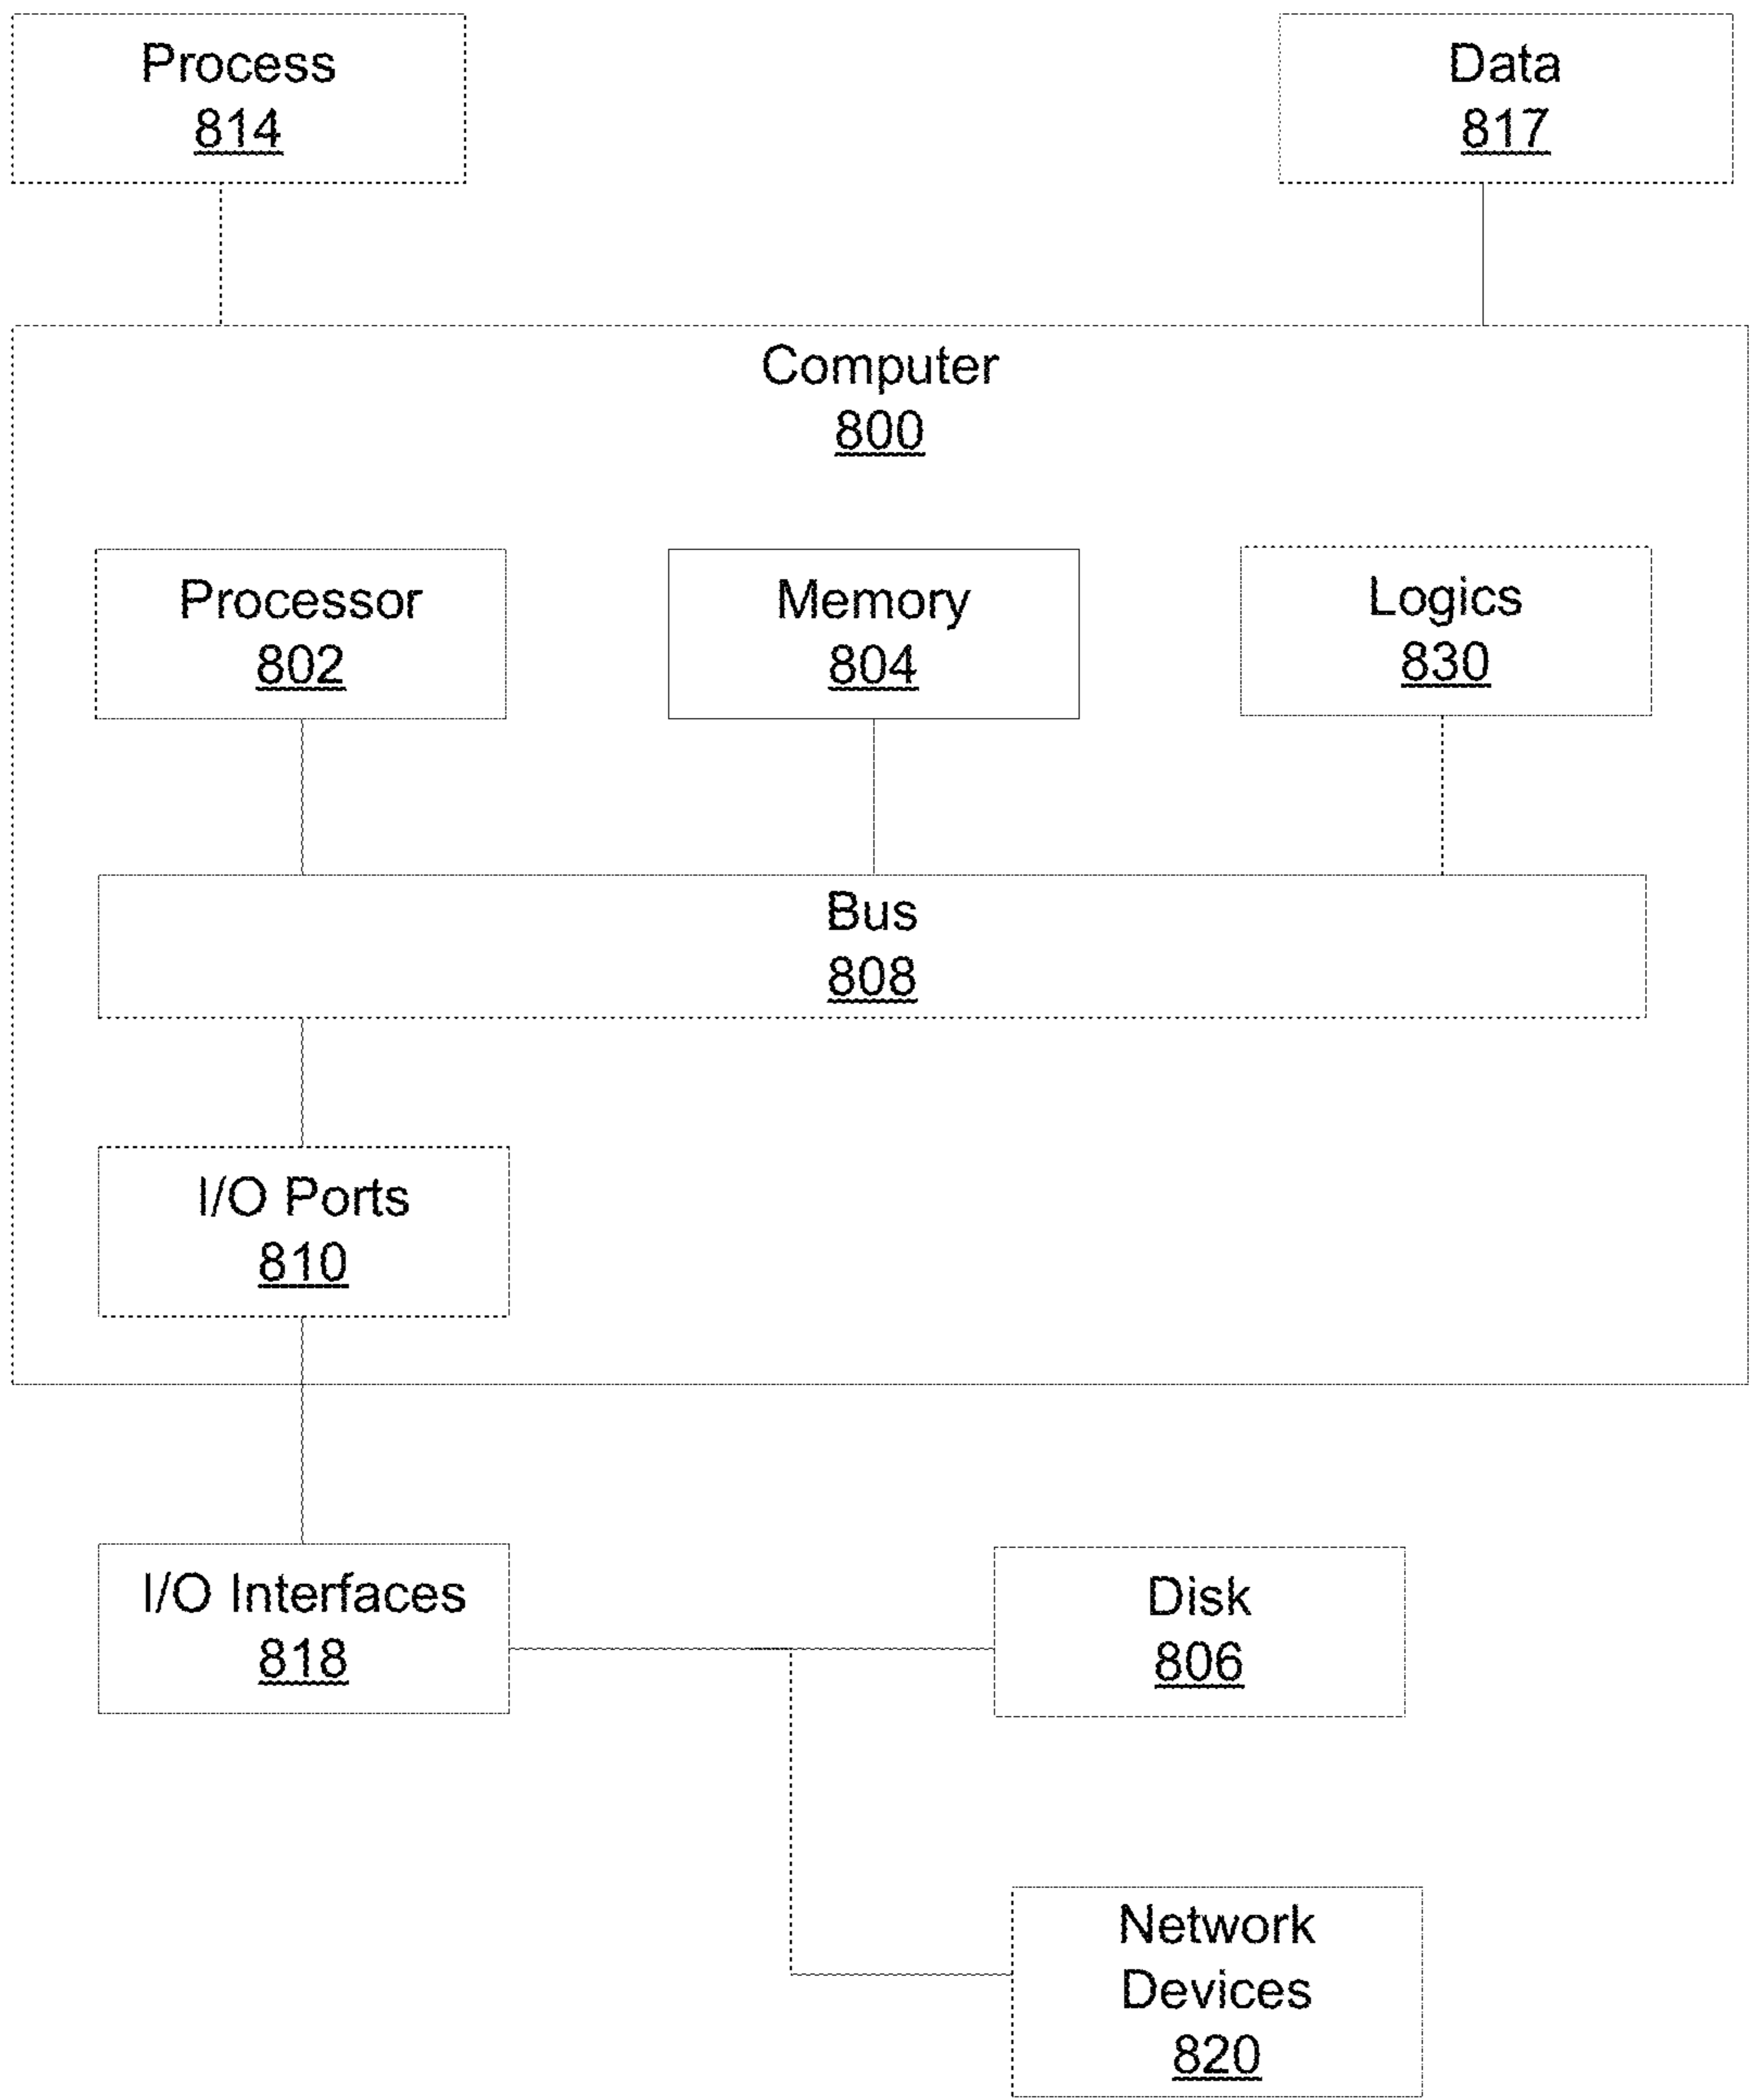 Process
814
Data
817
Computer
800
Processor
802
Memory
804
Logics
830
Bus
808
I/O Ports
810
I/O Interfaces
818
Disk
806
Network
Devices
820